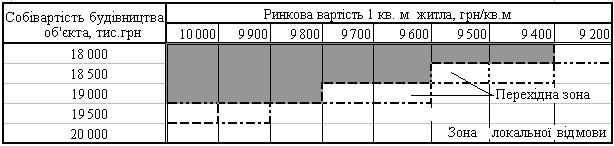 Собівартість будівництва об'єкта, тис.грн
Ринкова вартість 1 кв. м житла, грн/кв.м
10 000 9 900 9 800 9 700 9 600 9 500 9 400 9 200
18 000
18 500
19 000
Перехідна зона
19 500
20 000
Зона локальної відмови